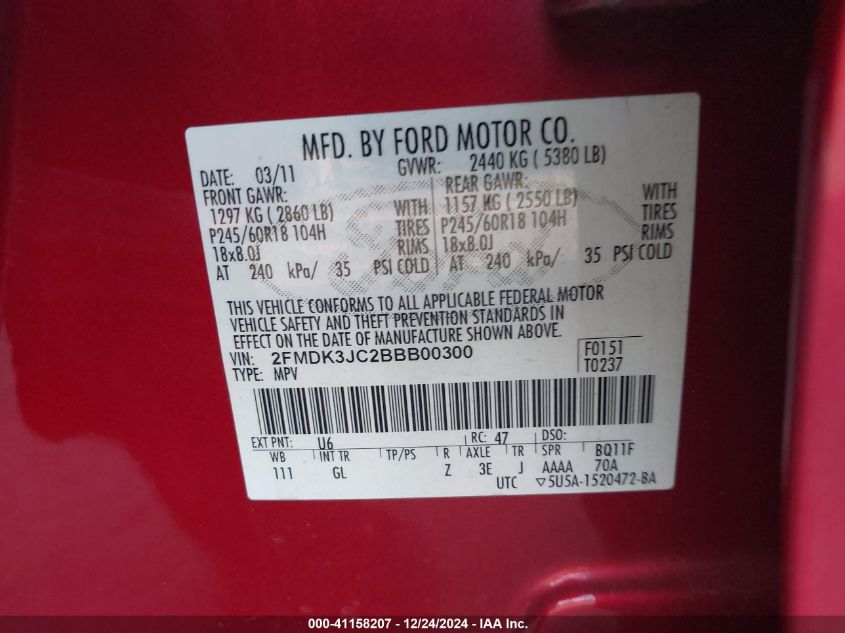 MFD. BY FORD MOTOR CO.
DATE: 03/11 GVWR: 2440 KG ( 5380 LB)
FRONT GAWR: REAR GAWR:
1297 KG ( 2860 LB) WITH 1157 KG ( 2550 LB) WITH
P245/60R18 104H TIRES P245/60R18 104H TIRES
18x8.0J RIMS 18x8.0J RIMS
AT 240 kPa/ 35 PSI COLD AT 240 kPa/ 35 PSI COLD
THIS VEHICLE CONFORMS TO ALL APPLICABLE FEDERAL MOTOR
VEHICLE SAFETY AND THEFT PREVENTION STANDARDS IN
EFFECT ON THE DATE OF MANUFACTURE SHOWN ABOVE.
VIN: 2FMDK3JC2BBB00300 F0151
TYPE: MPV T0237
EXT PNT: U6 RC: 47 DSO:
WB INT TR TP/PS R AXLE TR SPR BQ11F
111 GL Z 3E J AAAA 70A
UTC ▽5U5A-1520472-BA
000-41158207 - 12/24/2024 - IAA Inc.